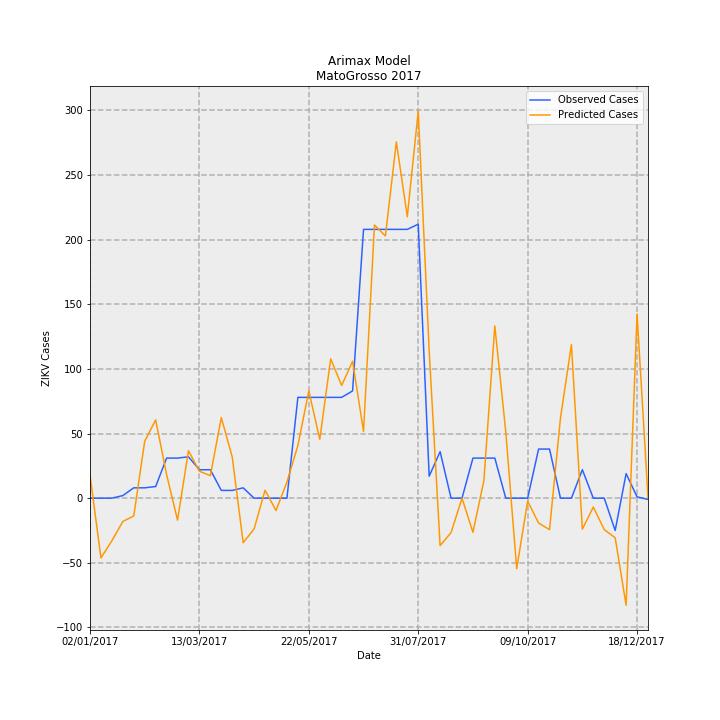 Arimax Model
MatoGrosso 2017
Observed Cases
Predicted Cases
300
250
200
150
100
50
0
−50
−100
ZIKV Cases
02/01/2017 13/03/2017 22/05/2017 31/07/2017 09/10/2017 18/12/2017
Date